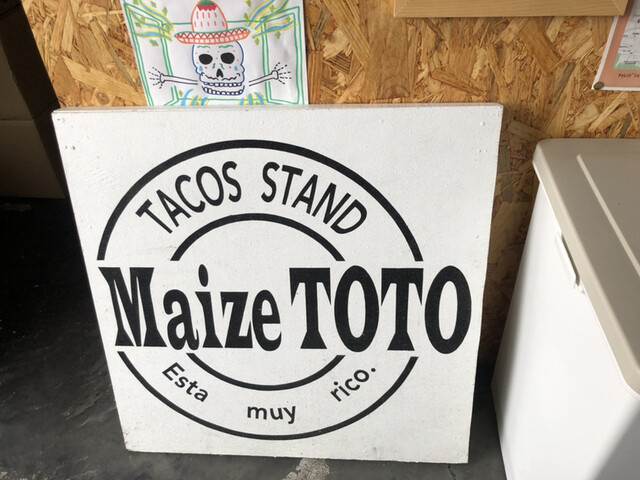 TACOS STAND
Maize TOTO
Esta muy rico.